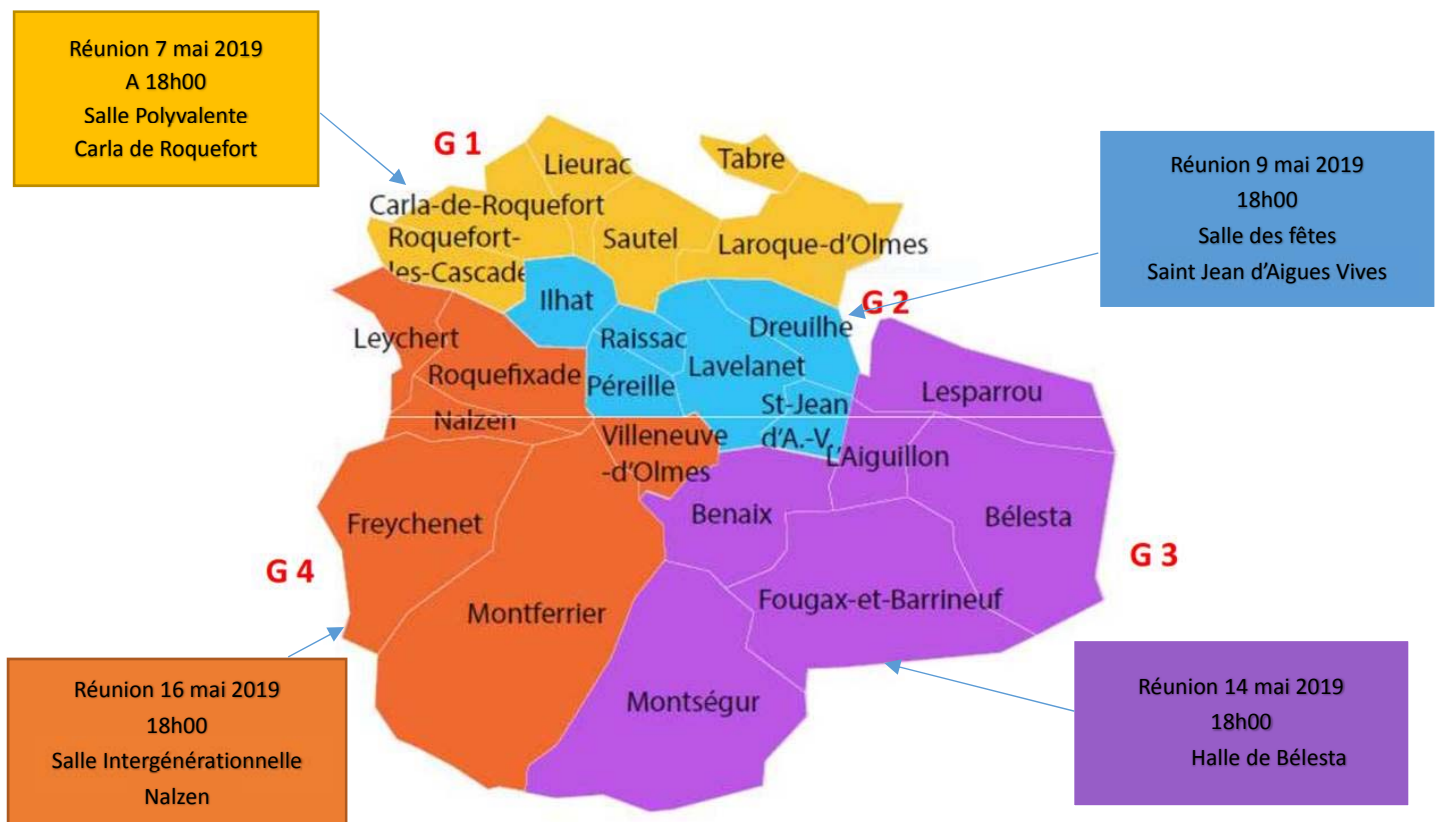 Réunion 7 mai 2019
A 18h00
Salle Polyvalente
Carla de Roquefort
Réunion 9 mai 2019
18h00
Salle des fêtes
Saint Jean d'Aigues Vives
G 1
Lieurac
Tabre
Carla-de-Roquefort
Roquefort-
les-Cascade
Sautel
Laroque-d'Olmes
Ilhat
G 2
Leychert
Raissac
Dreuilhe
Roquefixade
Péreille
Lavelanet
Lesparrou
Nalzen
St-Jean
d'A.-V.
Villeneuve
-d'Olmes
L'Aiguillon
Freychenet
Benaix
Bélesta
G 4
G 3
Montferrier
Fougax-et-Barrineuf
Montségur
Réunion 16 mai 2019
18h00
Salle Intergénérationnelle
Nalzen
Réunion 14 mai 2019
18h00
Halle de Bélesta